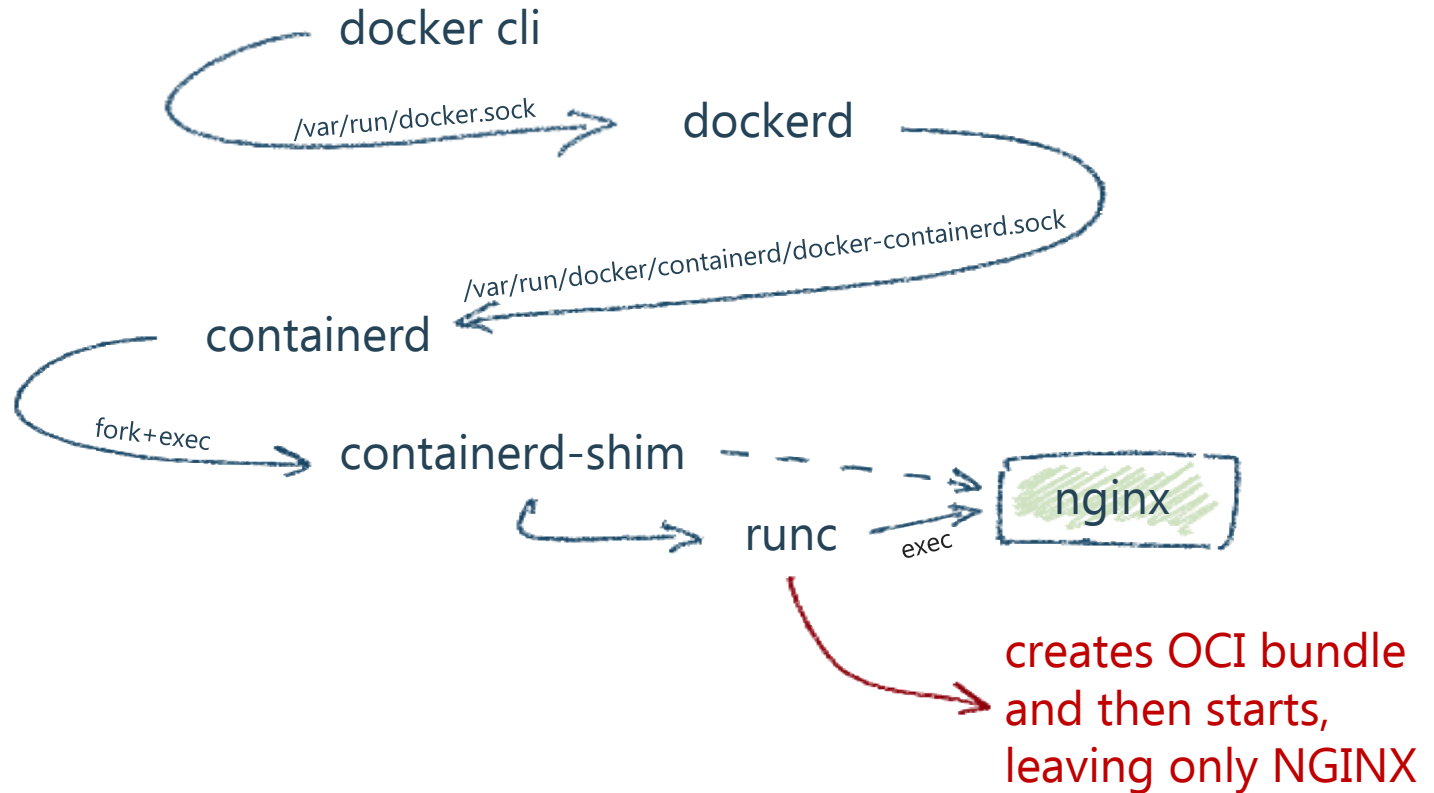 docker cli
/var/run/docker.sock
dockerd
/var/run/docker/containerd/docker-containerd.sock
containerd
fork+exec
containerd-shim
nginx
runc
exec
creates OCI bundle
and then starts,
leaving only NGINX